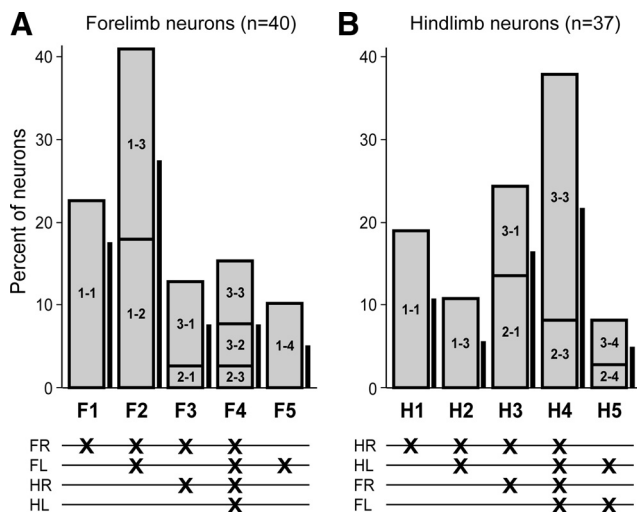 A Forelimb neurons (n=40)
Percent of neurons
40
30
20
10
0
1-1
1-3
1-2
3-1
2-1
3-3
3-2
2-3
1-4
F1 F2 F3 F4 F5
FR X X X X
FL X X X
HR X X
HL X
B Hindlimb neurons (n=37)
40
30
20
10
0
1-1
1-3
3-1
2-1
3-3
2-3
3-4
2-4
H1 H2 H3 H4 H5
HR X X X X
HL X X X
FR X X
FL X X